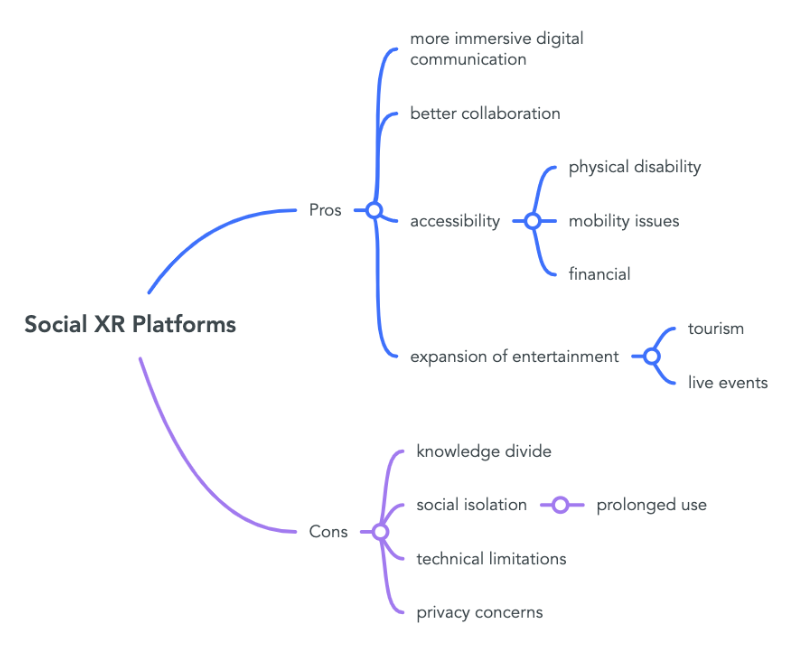 more immersive digital
communication
better collaboration
physical disability
Pros
accessibility
mobility issues
financial
Social XR Platforms
tourism
expansion of entertainment
live events
knowledge divide
social isolation
prolonged use
Cons
technical limitations
privacy concerns